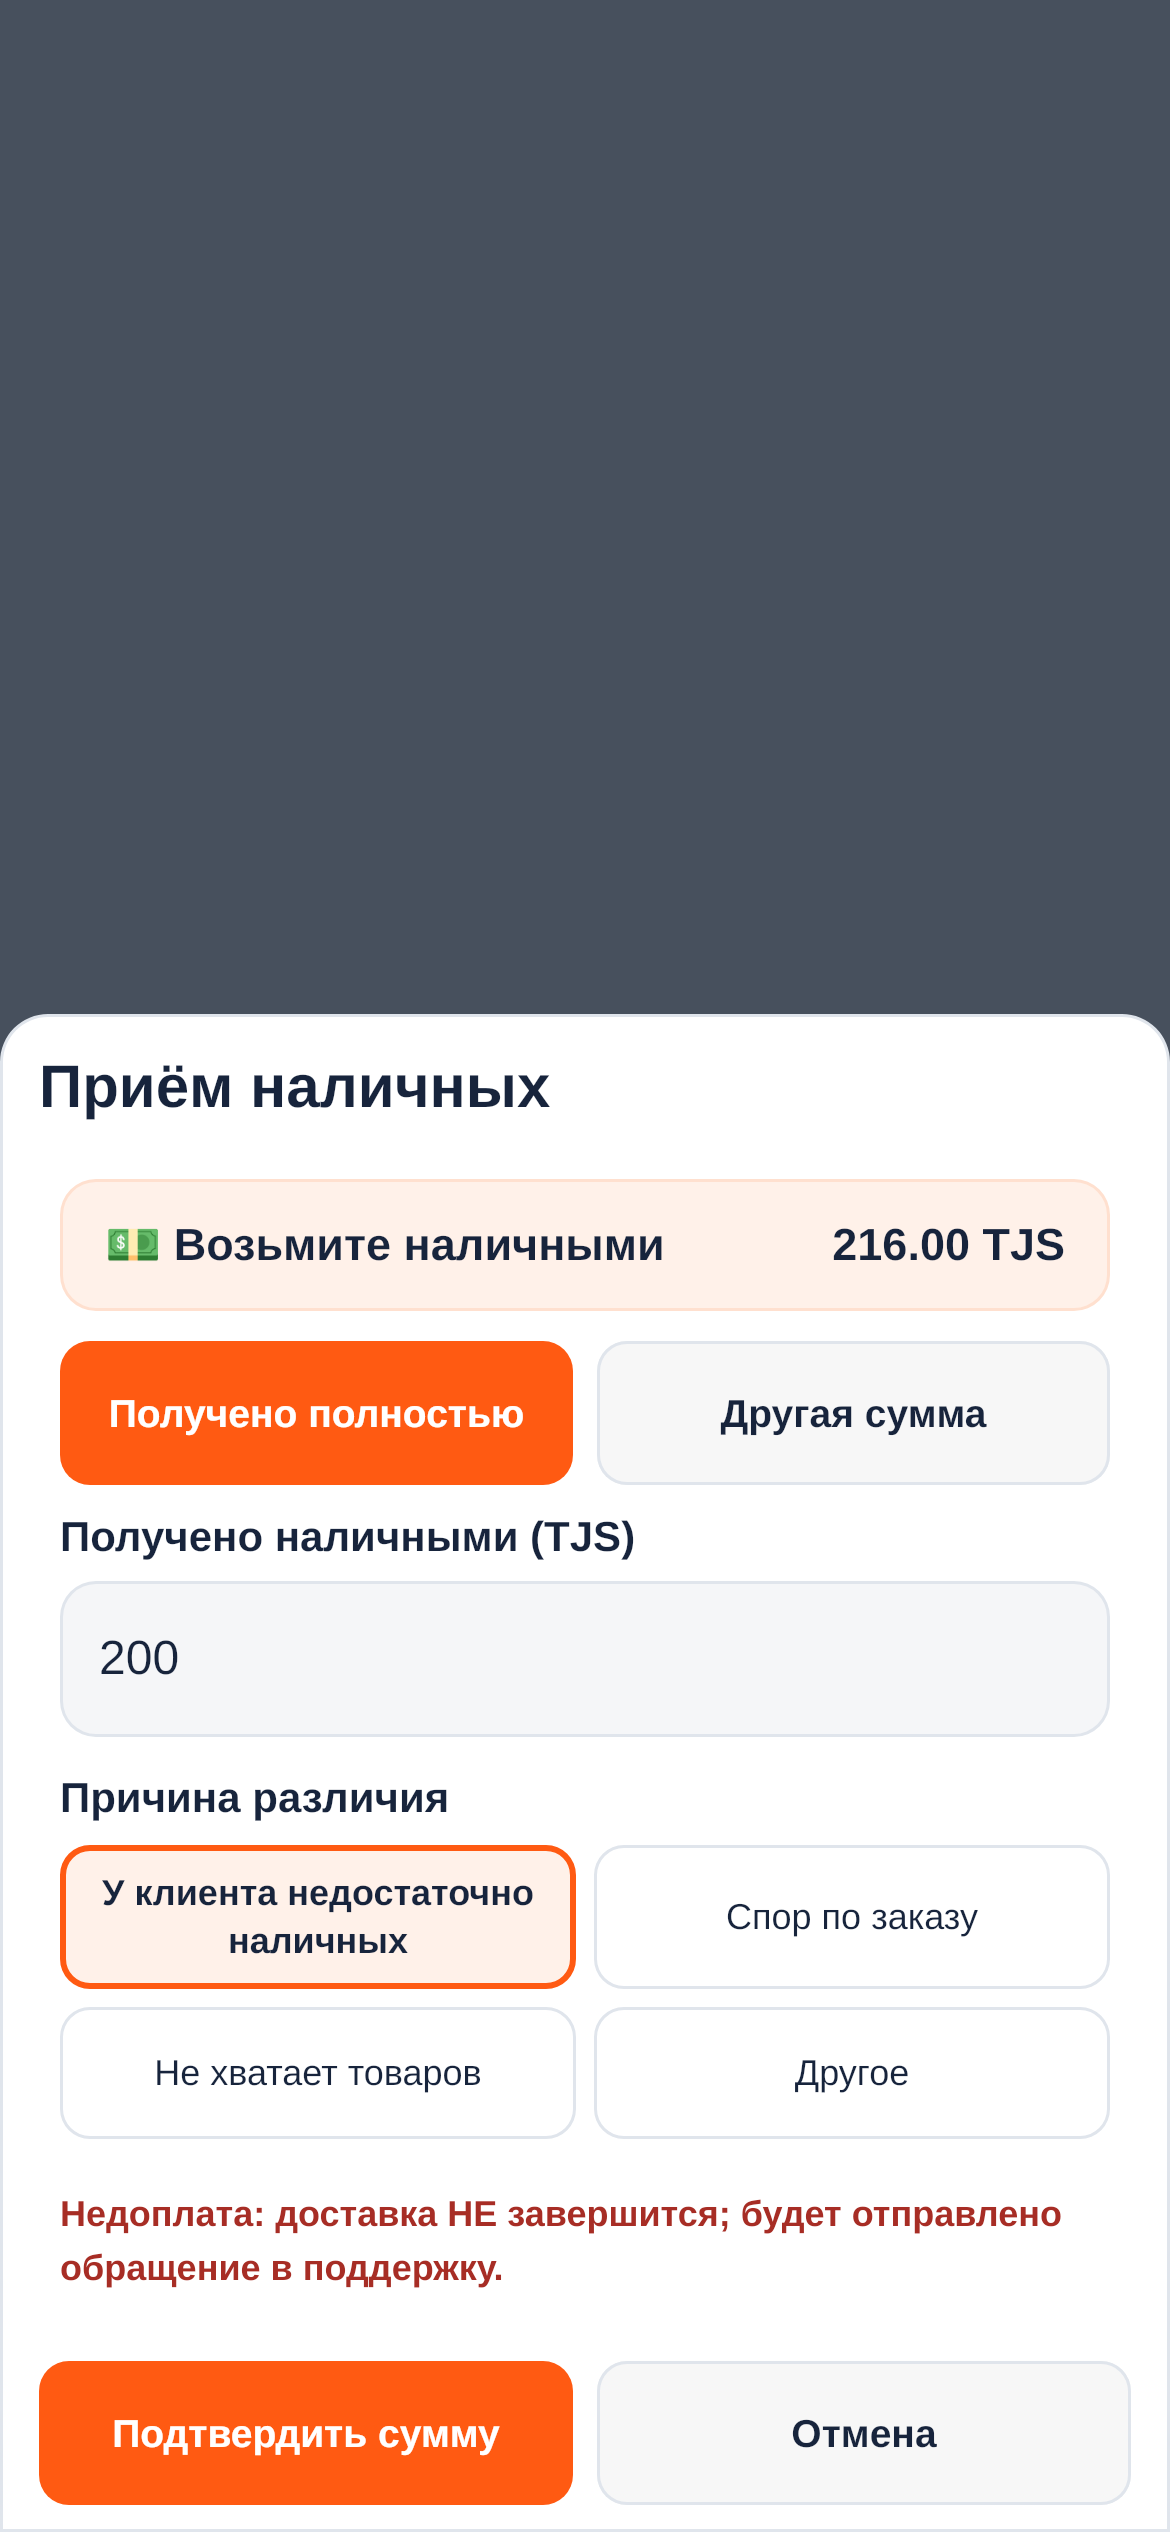 Приём наличных
Возьмите наличными 216.00 TJS
Получено полностью Другая сумма
Получено наличными (TJS)
200
Причина различия
У клиента недостаточно
наличных
Спор по заказу
Не хватает товаров Другое
Недоплата: доставка НЕ завершится; будет отправлено
обращение в поддержку.
Подтвердить сумму Отмена